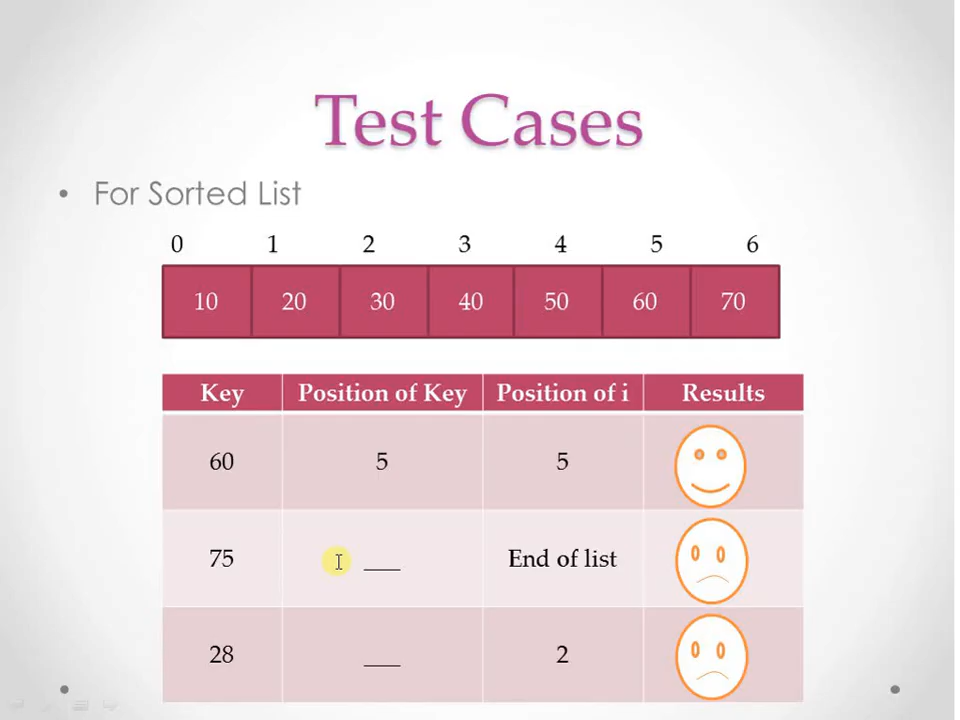 Test Cases
• For Sorted List
0 1 2 3 4 5 6
10 20 30 40 50 60 70
Key Position of Key Position of i Results
60 5 5
75 ___ End of list
28 ___ 2